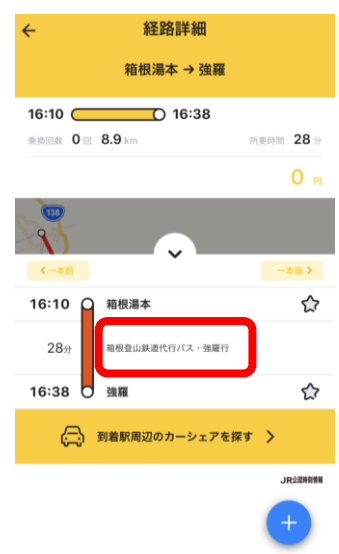 経路詳細
箱根湯本 → 強羅
16:10 16:38
乗換回数 0 回 8.9 km 所要時間 28 分
0 円
138
一本前 一本後
16:10 箱根湯本
28分 箱根登山鉄道代行バス・強羅行
16:38 強羅
到着駅周辺のカーシェアを探す
JR公認時刻情報